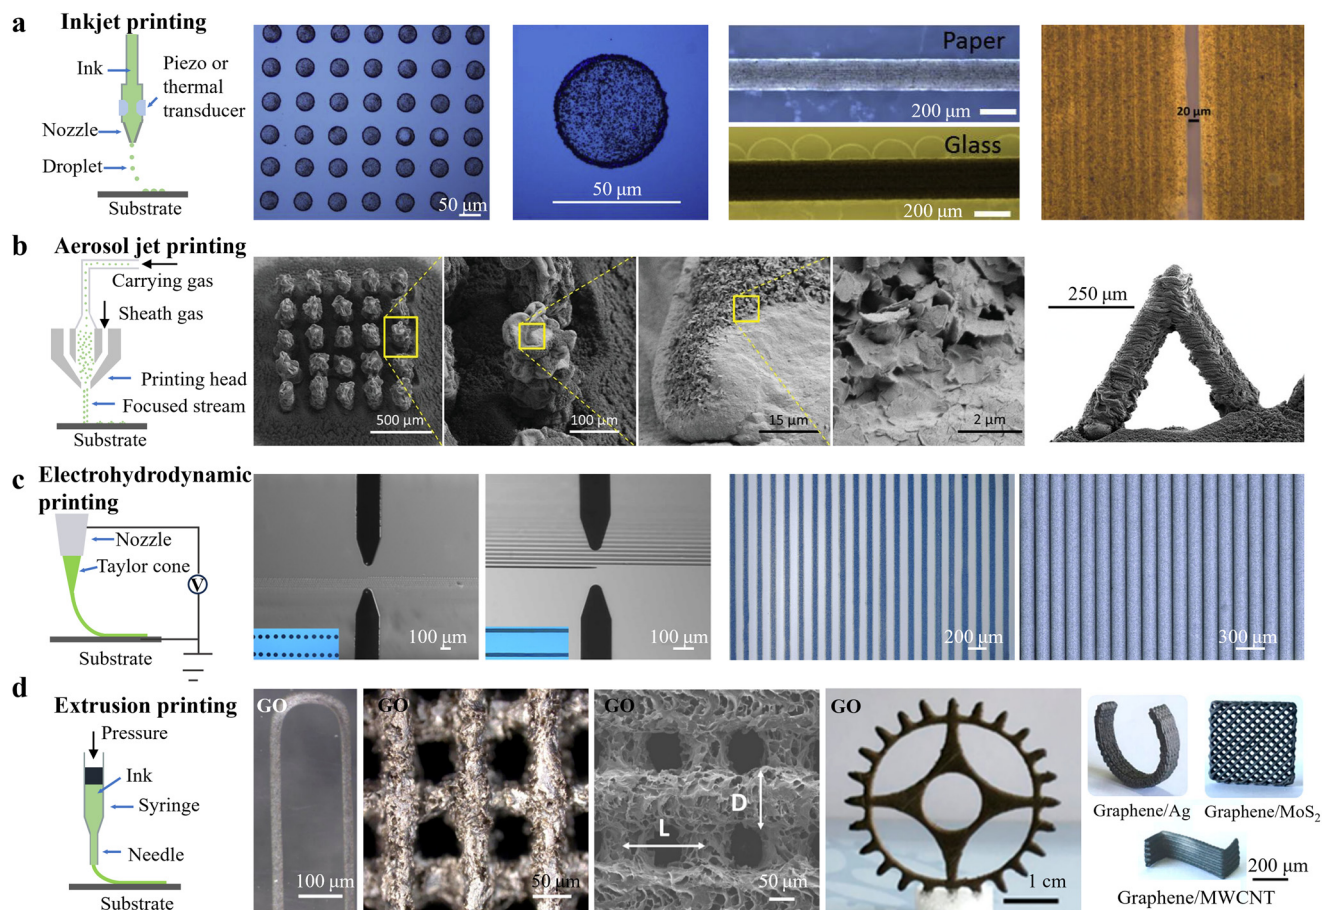 a
Inkjet printing
Ink
Piezo or
thermal
transducer
Nozzle
Droplet
Substrate
50 μm
50 μm
Paper
200 μm
Glass
200 μm
20 μm
b
Aerosol jet printing
Carrying gas
Sheath gas
Printing head
Focused stream
Substrate
500 μm
100 μm
15 μm
2 μm
250 μm
c
Electrohydrodynamic
printing
Nozzle
Taylor cone
V
Substrate
100 μm
100 μm
200 μm
300 μm
d
Extrusion printing
Pressure
Ink
Syringe
Needle
Substrate
GO
100 μm
GO
50 μm
GO
D
L
50 μm
GO
1 cm
Graphene/Ag
Graphene/MoS₂
200 μm
Graphene/MWCNT